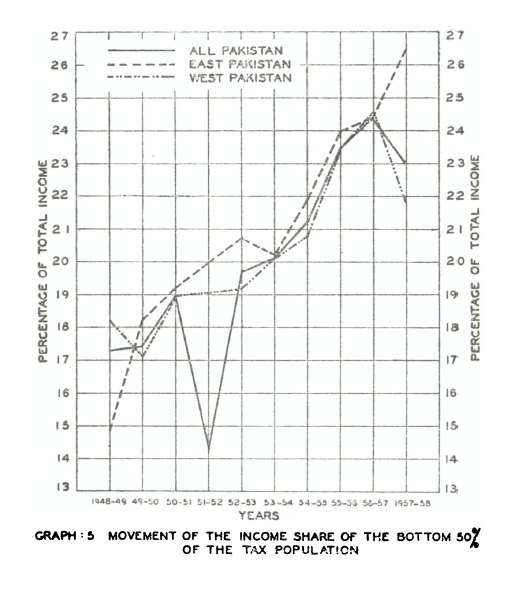 27 27
ALL PAKISTAN
26 EAST PAKISTAN 26
WEST PAKISTAN
25 25
24 24
23 23
22 22
21 21
20 20
19 19
18 18
17 17
16 16
15 15
14 14
13 13
PERCENTAGE OF TOTAL INCOME
PERCENTAGE OF TOTAL INCOME
1948-49 49-50 50-51 51-52 52-53 53-54 54-55 55-56 56-57 1957-58
YEARS
GRAPH : 5 MOVEMENT OF THE INCOME SHARE OF THE BOTTOM 50%
OF THE TAX POPULATION